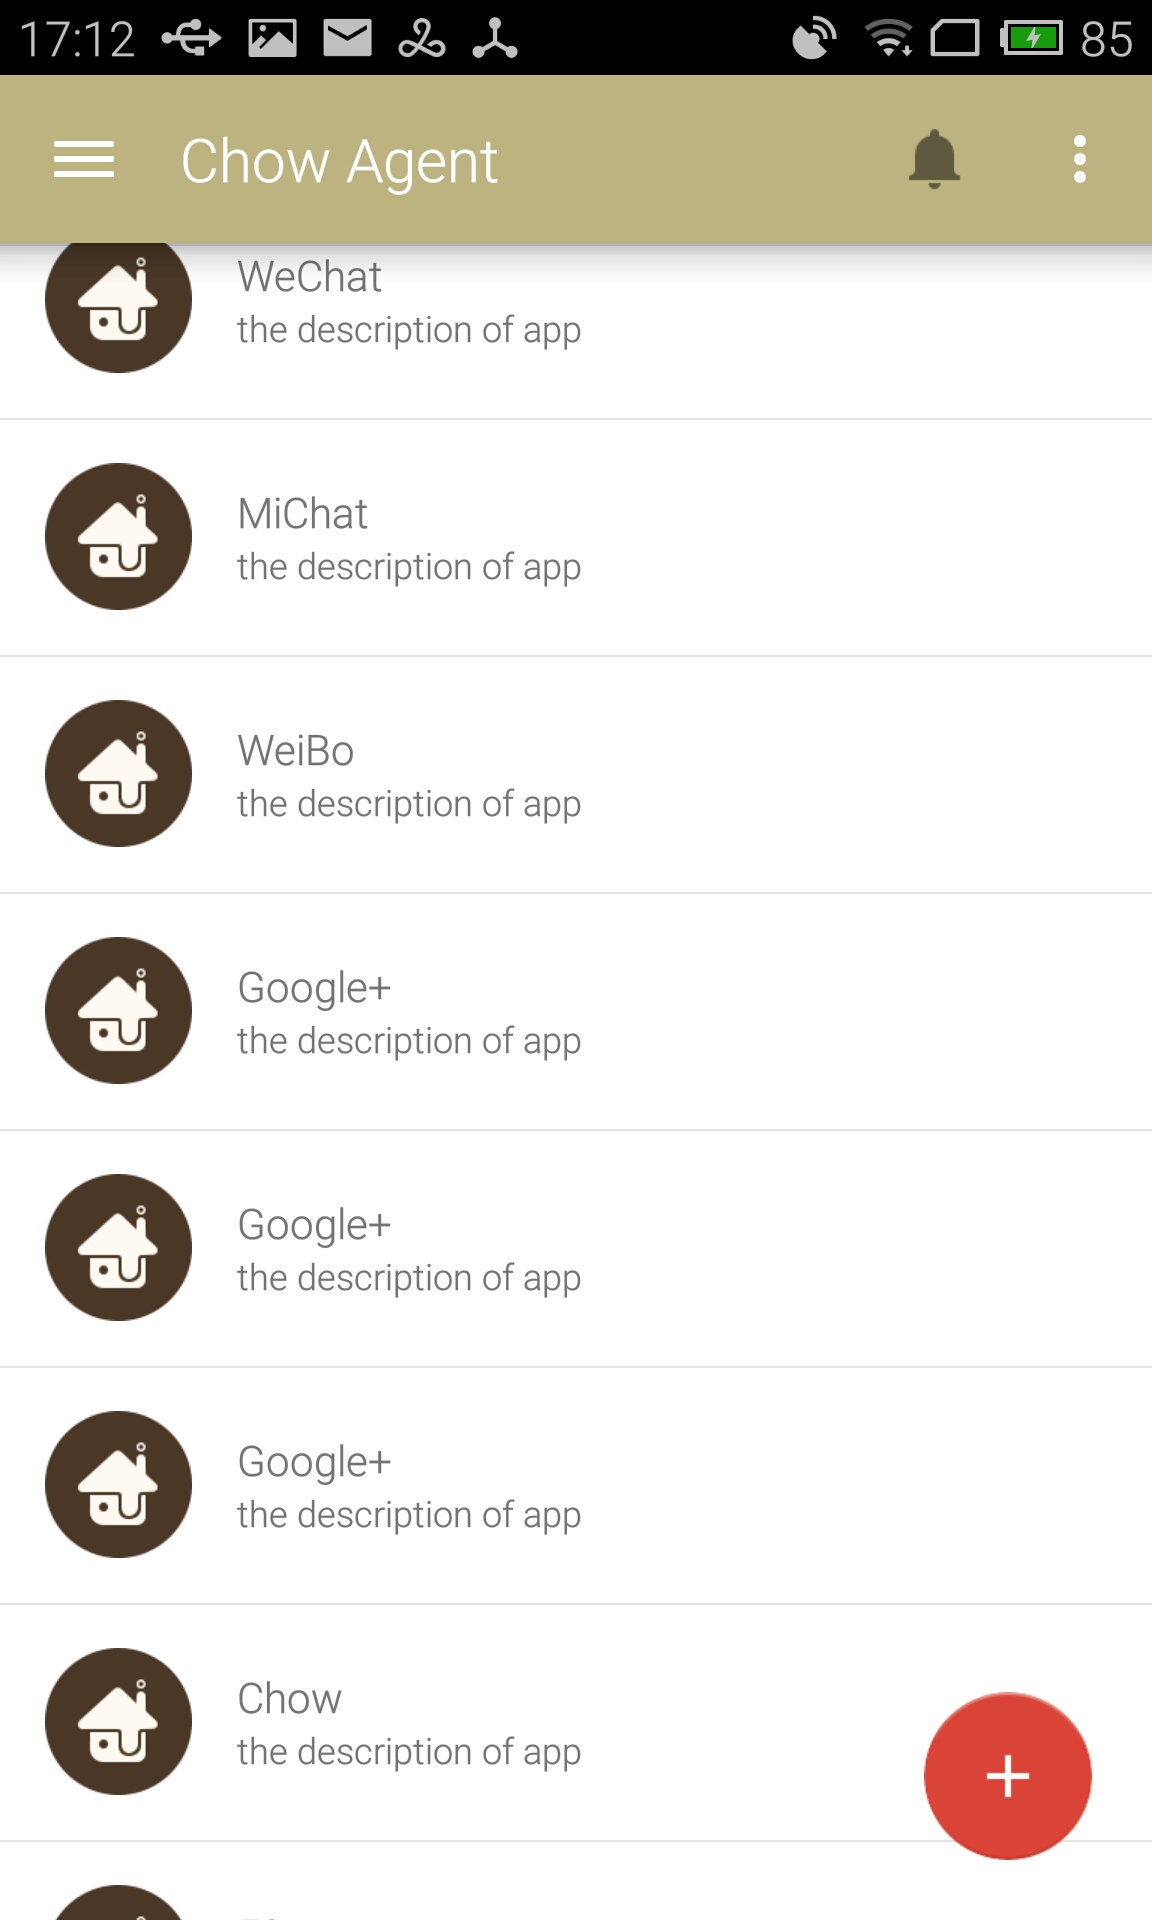 17:12 85
Chow Agent
WeChat
the description of app
MiChat
the description of app
WeiBo
the description of app
Google+
the description of app
Google+
the description of app
Google+
the description of app
Chow
the description of app